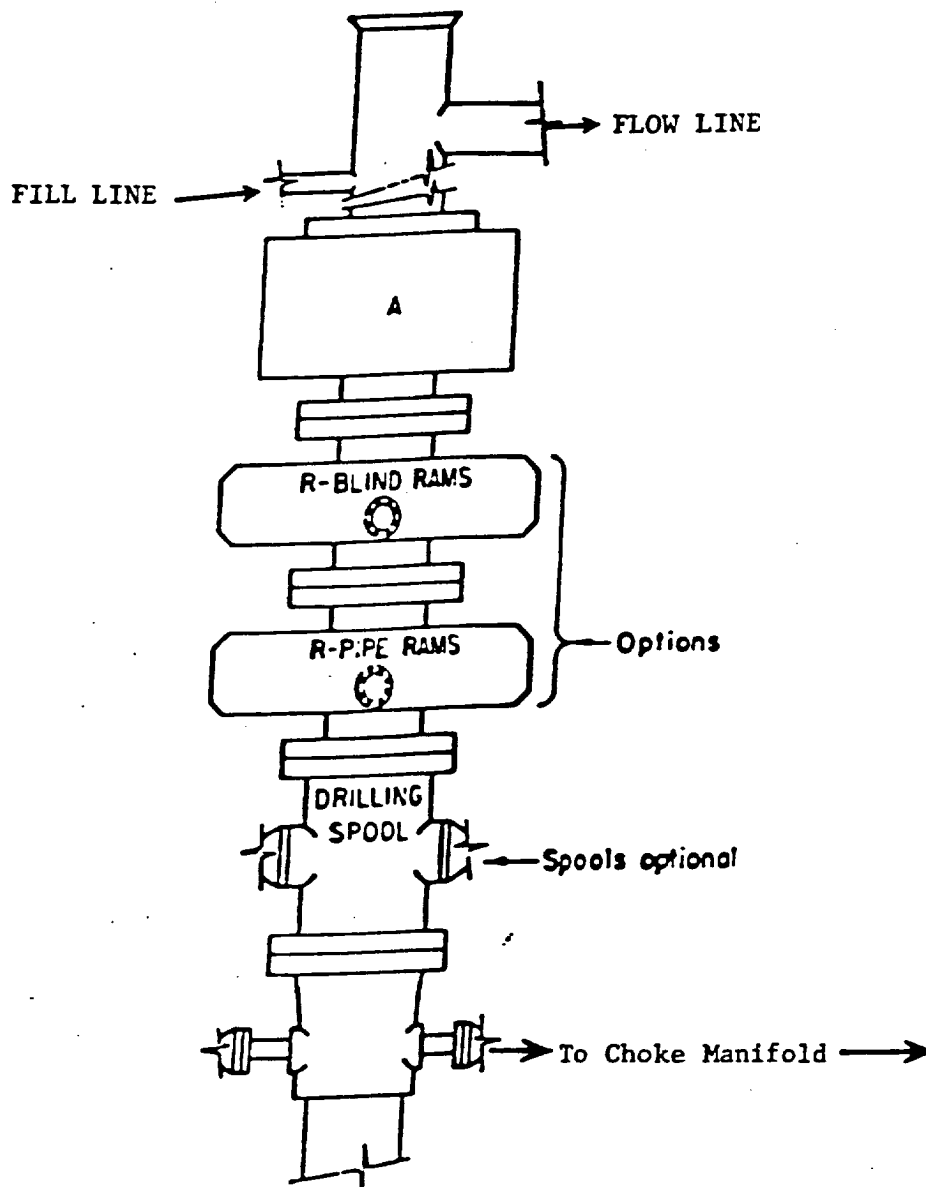 FLOW LINE
FILL LINE
A
R-BLIND RAMS
R-PIPE RAMS
Options
DRILLING
SPOOL
Spools optional
To Choke Manifold